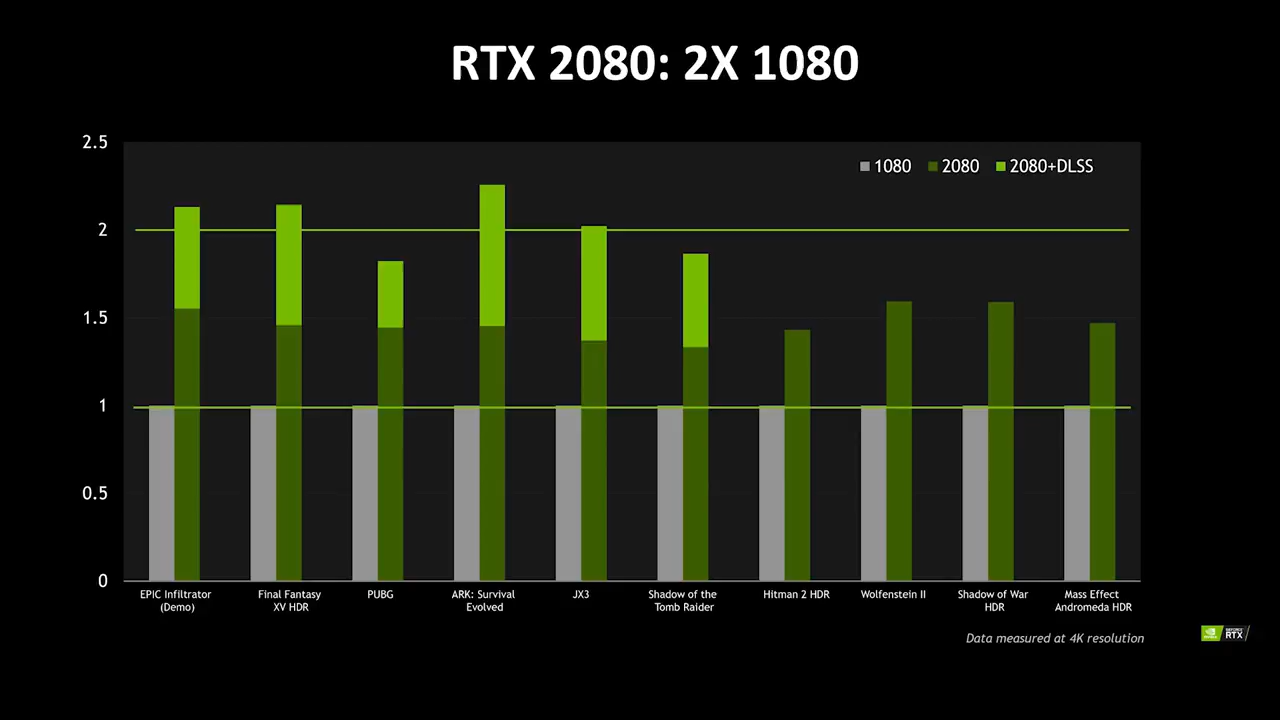 RTX 2080: 2X 1080
2.5
2
1.5
1
0.5
0
1080
2080
2080+DLSS
EPIC Infiltrator
(Demo)
Final Fantasy
XV HDR
PUBG
ARK: Survival
Evolved
JX3
Shadow of the
Tomb Raider
Hitman 2 HDR
Wolfenstein II
Shadow of War
HDR
Mass Effect
Andromeda HDR
Data measured at 4K resolution
GEFORCE
RTX